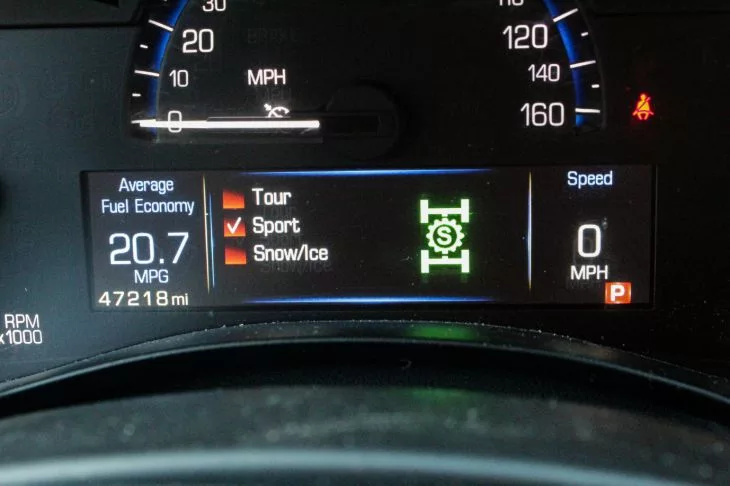 30
20
10
0
MPH
120
140
160
Average
Fuel Economy
20.7
MPG
47218 mi
Tour
Sport
Snow/Ice
S
Speed
0
MPH
P
RPM
x1000